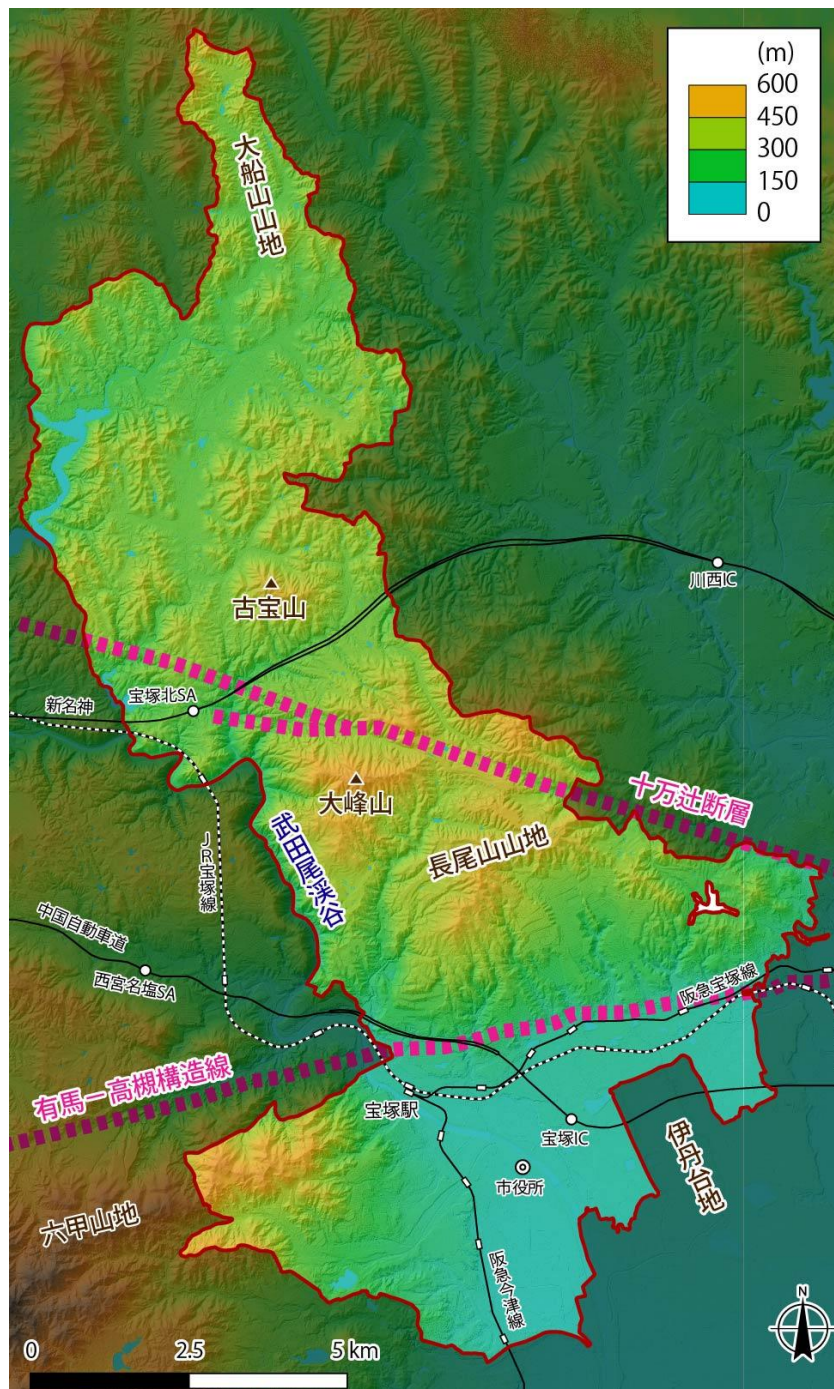 (m)
600
450
300
150
0
大船山山地
古宝山
川西IC
新名神
宝塚北SA
十万辻断層
大峰山
武田尾渓谷
長尾山山地
JR宝塚線
中国自動車道
西宮名塩SA
阪急宝塚線
有馬－高槻構造線
宝塚駅
宝塚IC
伊丹台地
市役所
六甲山地
阪急今津線
N
0 2.5 5 km